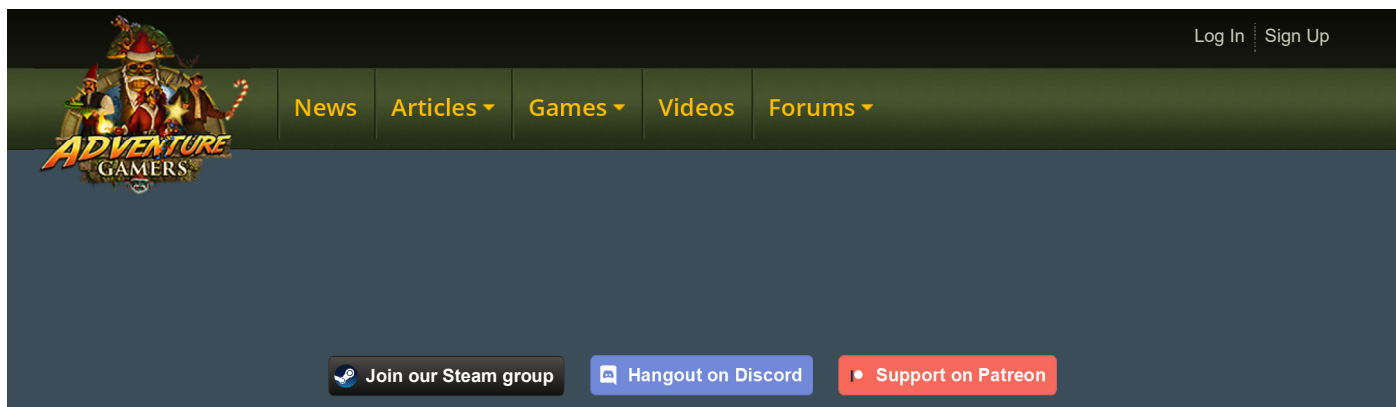 Log In Sign Up
News Articles Games Videos Forums
ADVENTURE
GAMERS
Join our Steam group Hangout on Discord Support on Patreon